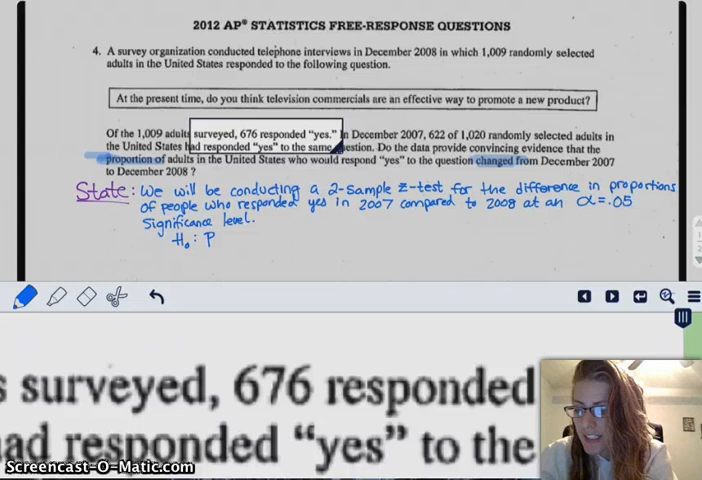 2012 AP® STATISTICS FREE-RESPONSE QUESTIONS
4. A survey organization conducted telephone interviews in December 2008 in which 1,009 randomly selected
adults in the United States responded to the following question.
At the present time, do you think television commercials are an effective way to promote a new product?
Of the 1,009 adults surveyed, 676 responded "yes." In December 2007, 622 of 1,020 randomly selected adults in
the United States had responded "yes" to the same question. Do the data provide convincing evidence that the
proportion of adults in the United States who would respond "yes" to the question changed from December 2007
to December 2008 ?
State: We will be conducting a 2-Sample Z-test for the difference in proportions
of people who responded yes in 2007 compared to 2008 at an α=.05
Significance level.
H₀: P
s surveyed, 676 responded
had responded "yes" to the
Screencast-O-Matic.com